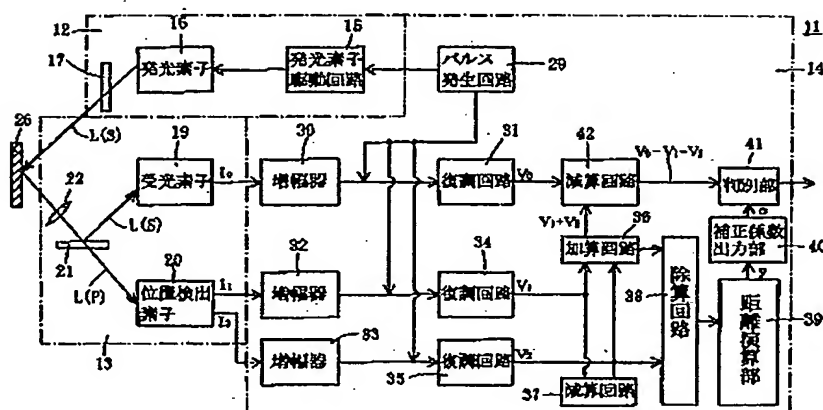 12
16
15
11
17
発光素子
発光素子
駆動回路
パルス
発生回路
29
14
26
L(S)
19
30
31
42
V₀-V₁-V₂
41
22
受光素子
I₀
増幅器
復調回路
V₀
減算回路
判別部
L(S)
V₁+V₂
36
C
補正係数
出力部
40
21
20
32
34
加算回路
L(P)
位置検出
素子
I₁
増幅器
復調回路
V₁
38
除算回路
y
39
距離演算部
I₂
33
13
増幅器
復調回路
V₂
35
37
減算回路